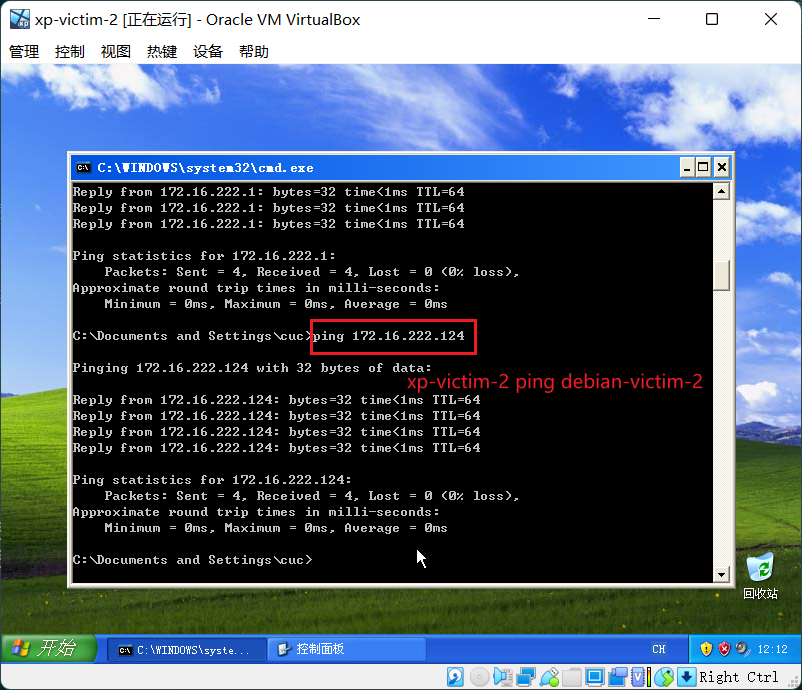 xp-victim-2 [正在运行] - Oracle VM VirtualBox
管理 控制 视图 热键 设备 帮助
C:\WINDOWS\system32\cmd.exe
Reply from 172.16.222.1: bytes=32 time<1ms TTL=64
Reply from 172.16.222.1: bytes=32 time<1ms TTL=64
Reply from 172.16.222.1: bytes=32 time<1ms TTL=64
Ping statistics for 172.16.222.1:
Packets: Sent = 4, Received = 4, Lost = 0 (0% loss),
Approximate round trip times in milli-seconds:
Minimum = 0ms, Maximum = 0ms, Average = 0ms
C:\Documents and Settings\cuc>ping 172.16.222.124
Pinging 172.16.222.124 with 32 bytes of data:
xp-victim-2 ping debian-victim-2
Reply from 172.16.222.124: bytes=32 time<1ms TTL=64
Reply from 172.16.222.124: bytes=32 time<1ms TTL=64
Reply from 172.16.222.124: bytes=32 time<1ms TTL=64
Reply from 172.16.222.124: bytes=32 time<1ms TTL=64
Ping statistics for 172.16.222.124:
Packets: Sent = 4, Received = 4, Lost = 0 (0% loss),
Approximate round trip times in milli-seconds:
Minimum = 0ms, Maximum = 0ms, Average = 0ms
C:\Documents and Settings\cuc>
回收站
开始 C:\WINDOWS\syste... 控制面板 CH 12:12
Right Ctrl